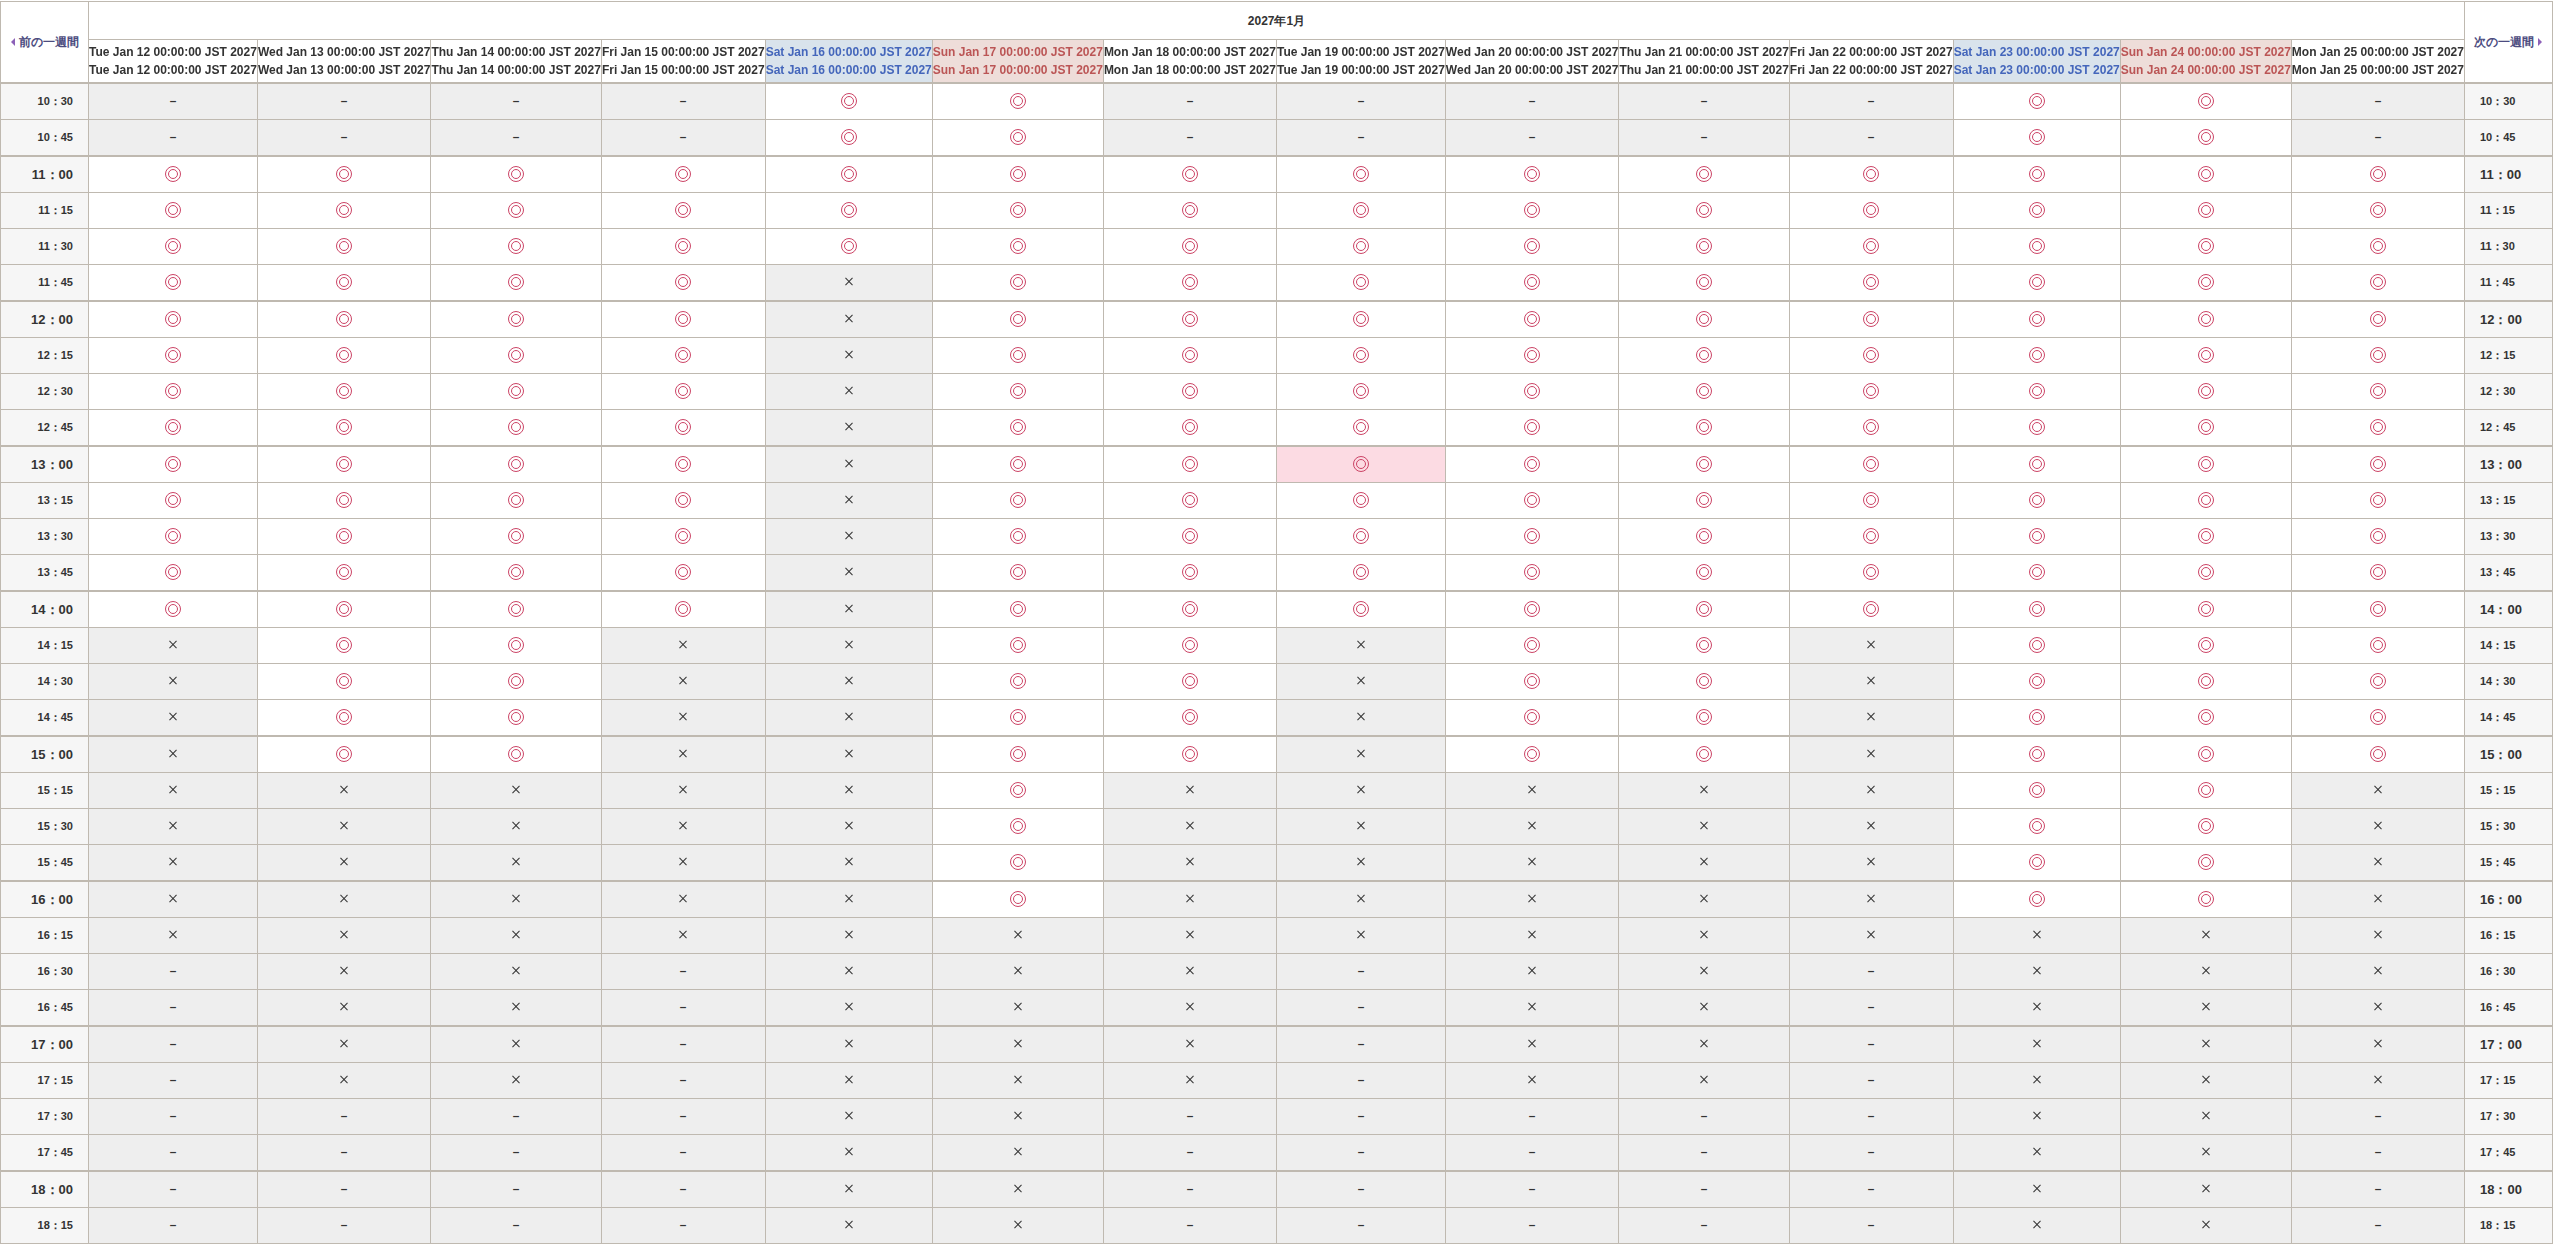 2027年1月
前の一週間 次の一週間
Tue Jan 12 00:00:00 JST 2027 Wed Jan 13 00:00:00 JST 2027 Thu Jan 14 00:00:00 JST 2027 Fri Jan 15 00:00:00 JST 2027 Sat Jan 16 00:00:00 JST 2027 Sun Jan 17 00:00:00 JST 2027 Mon Jan 18 00:00:00 JST 2027 Tue Jan 19 00:00:00 JST 2027 Wed Jan 20 00:00:00 JST 2027 Thu Jan 21 00:00:00 JST 2027 Fri Jan 22 00:00:00 JST 2027 Sat Jan 23 00:00:00 JST 2027 Sun Jan 24 00:00:00 JST 2027 Mon Jan 25 00:00:00 JST 2027
Tue Jan 12 00:00:00 JST 2027 Wed Jan 13 00:00:00 JST 2027 Thu Jan 14 00:00:00 JST 2027 Fri Jan 15 00:00:00 JST 2027 Sat Jan 16 00:00:00 JST 2027 Sun Jan 17 00:00:00 JST 2027 Mon Jan 18 00:00:00 JST 2027 Tue Jan 19 00:00:00 JST 2027 Wed Jan 20 00:00:00 JST 2027 Thu Jan 21 00:00:00 JST 2027 Fri Jan 22 00:00:00 JST 2027 Sat Jan 23 00:00:00 JST 2027 Sun Jan 24 00:00:00 JST 2027 Mon Jan 25 00:00:00 JST 2027
10：30 － － － － ◎ ◎ － － － － － ◎ ◎ － 10：30
10：45 － － － － ◎ ◎ － － － － － ◎ ◎ － 10：45
11：00 ◎ ◎ ◎ ◎ ◎ ◎ ◎ ◎ ◎ ◎ ◎ ◎ ◎ ◎ 11：00
11：15 ◎ ◎ ◎ ◎ ◎ ◎ ◎ ◎ ◎ ◎ ◎ ◎ ◎ ◎ 11：15
11：30 ◎ ◎ ◎ ◎ ◎ ◎ ◎ ◎ ◎ ◎ ◎ ◎ ◎ ◎ 11：30
11：45 ◎ ◎ ◎ ◎ × ◎ ◎ ◎ ◎ ◎ ◎ ◎ ◎ ◎ 11：45
12：00 ◎ ◎ ◎ ◎ × ◎ ◎ ◎ ◎ ◎ ◎ ◎ ◎ ◎ 12：00
12：15 ◎ ◎ ◎ ◎ × ◎ ◎ ◎ ◎ ◎ ◎ ◎ ◎ ◎ 12：15
12：30 ◎ ◎ ◎ ◎ × ◎ ◎ ◎ ◎ ◎ ◎ ◎ ◎ ◎ 12：30
12：45 ◎ ◎ ◎ ◎ × ◎ ◎ ◎ ◎ ◎ ◎ ◎ ◎ ◎ 12：45
13：00 ◎ ◎ ◎ ◎ × ◎ ◎ ◎ ◎ ◎ ◎ ◎ ◎ ◎ 13：00
13：15 ◎ ◎ ◎ ◎ × ◎ ◎ ◎ ◎ ◎ ◎ ◎ ◎ ◎ 13：15
13：30 ◎ ◎ ◎ ◎ × ◎ ◎ ◎ ◎ ◎ ◎ ◎ ◎ ◎ 13：30
13：45 ◎ ◎ ◎ ◎ × ◎ ◎ ◎ ◎ ◎ ◎ ◎ ◎ ◎ 13：45
14：00 ◎ ◎ ◎ ◎ × ◎ ◎ ◎ ◎ ◎ ◎ ◎ ◎ ◎ 14：00
14：15 × ◎ ◎ × × ◎ ◎ × ◎ ◎ × ◎ ◎ ◎ 14：15
14：30 × ◎ ◎ × × ◎ ◎ × ◎ ◎ × ◎ ◎ ◎ 14：30
14：45 × ◎ ◎ × × ◎ ◎ × ◎ ◎ × ◎ ◎ ◎ 14：45
15：00 × ◎ ◎ × × ◎ ◎ × ◎ ◎ × ◎ ◎ ◎ 15：00
15：15 × × × × × ◎ × × × × × ◎ ◎ × 15：15
15：30 × × × × × ◎ × × × × × ◎ ◎ × 15：30
15：45 × × × × × ◎ × × × × × ◎ ◎ × 15：45
16：00 × × × × × ◎ × × × × × ◎ ◎ × 16：00
16：15 × × × × × × × × × × × × × × 16：15
16：30 － × × － × × × － × × － × × × 16：30
16：45 － × × － × × × － × × － × × × 16：45
17：00 － × × － × × × － × × － × × × 17：00
17：15 － × × － × × × － × × － × × × 17：15
17：30 － － － － × × － － － － － × × － 17：30
17：45 － － － － × × － － － － － × × － 17：45
18：00 － － － － × × － － － － － × × － 18：00
18：15 － － － － × × － － － － － × × － 18：15